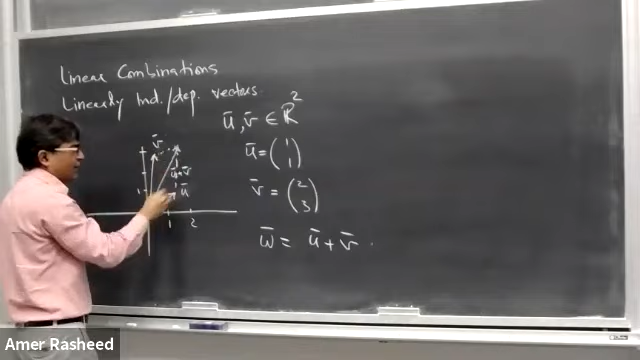 Linear Combinations
Linearly Ind./dep. vectors.
ū, v̄ ∈ ℝ²
ū = (1 1)
v̄ = (2 3)
w̄ = ū + v̄.
v̄
ū+v̄
ū
1
1 2
Amer Rasheed